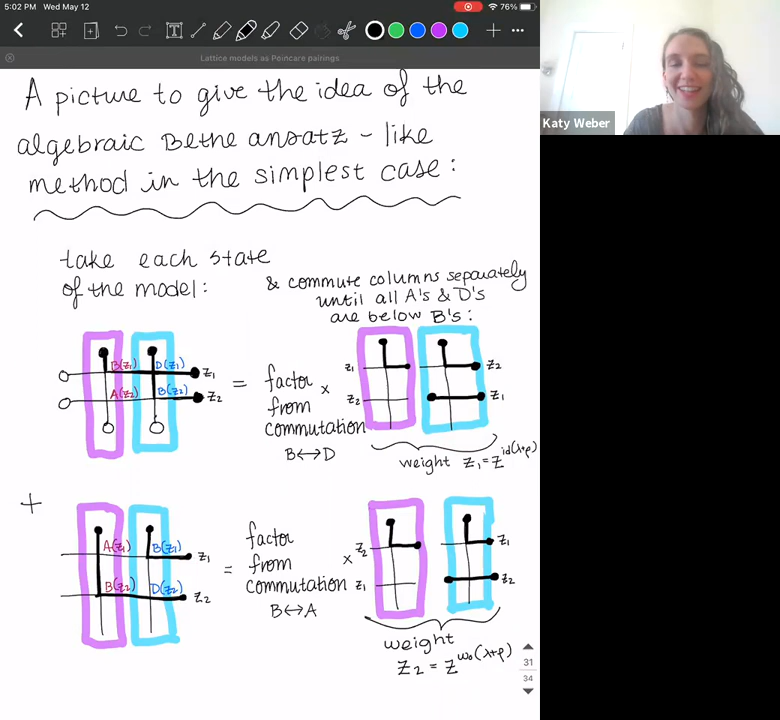 5:02 PM Wed May 12
76%
Lattice models as Poincare pairings
A picture to give the idea of the
algebraic Bethe ansatz - like
method in the simplest case:
take each state
of the model:
& commute columns separately
until all A's & D's
are below B's:
B(z₁) D(z₁) z₁
A(z₂) B(z₂) z₂
= factor
from
commutation
B↔D
×
z₁ z₂
z₂ z₁
weight z₁ = z^{id(λ+ρ)}
+
A(z₁) B(z₁) z₁
B(z₂) D(z₂) z₂
= factor
from
commutation
B↔A
×
z₂ z₁
z₁ z₂
weight
z₂ = z^{w₀(λ+ρ)}
31
34
Katy Weber